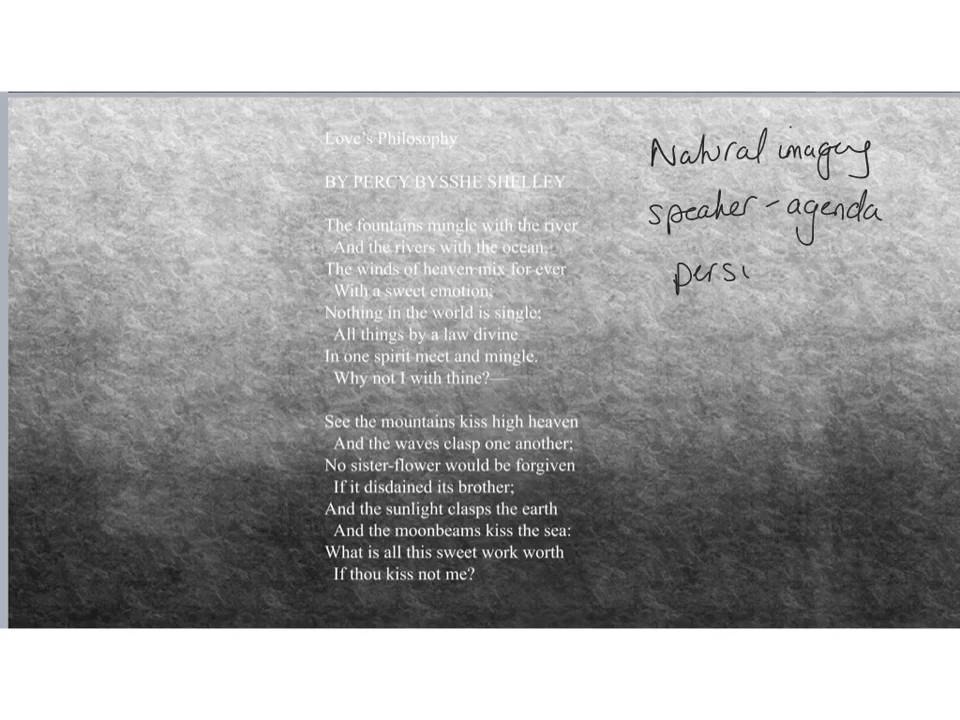 Love's Philosophy
BY PERCY BYSSHE SHELLEY
The fountains mingle with the river
And the rivers with the ocean,
The winds of heaven mix for ever
With a sweet emotion;
Nothing in the world is single;
All things by a law divine
In one spirit meet and mingle.
Why not I with thine?—
See the mountains kiss high heaven
And the waves clasp one another;
No sister-flower would be forgiven
If it disdained its brother;
And the sunlight clasps the earth
And the moonbeams kiss the sea:
What is all this sweet work worth
If thou kiss not me?
Natural imagery
speaker - agenda